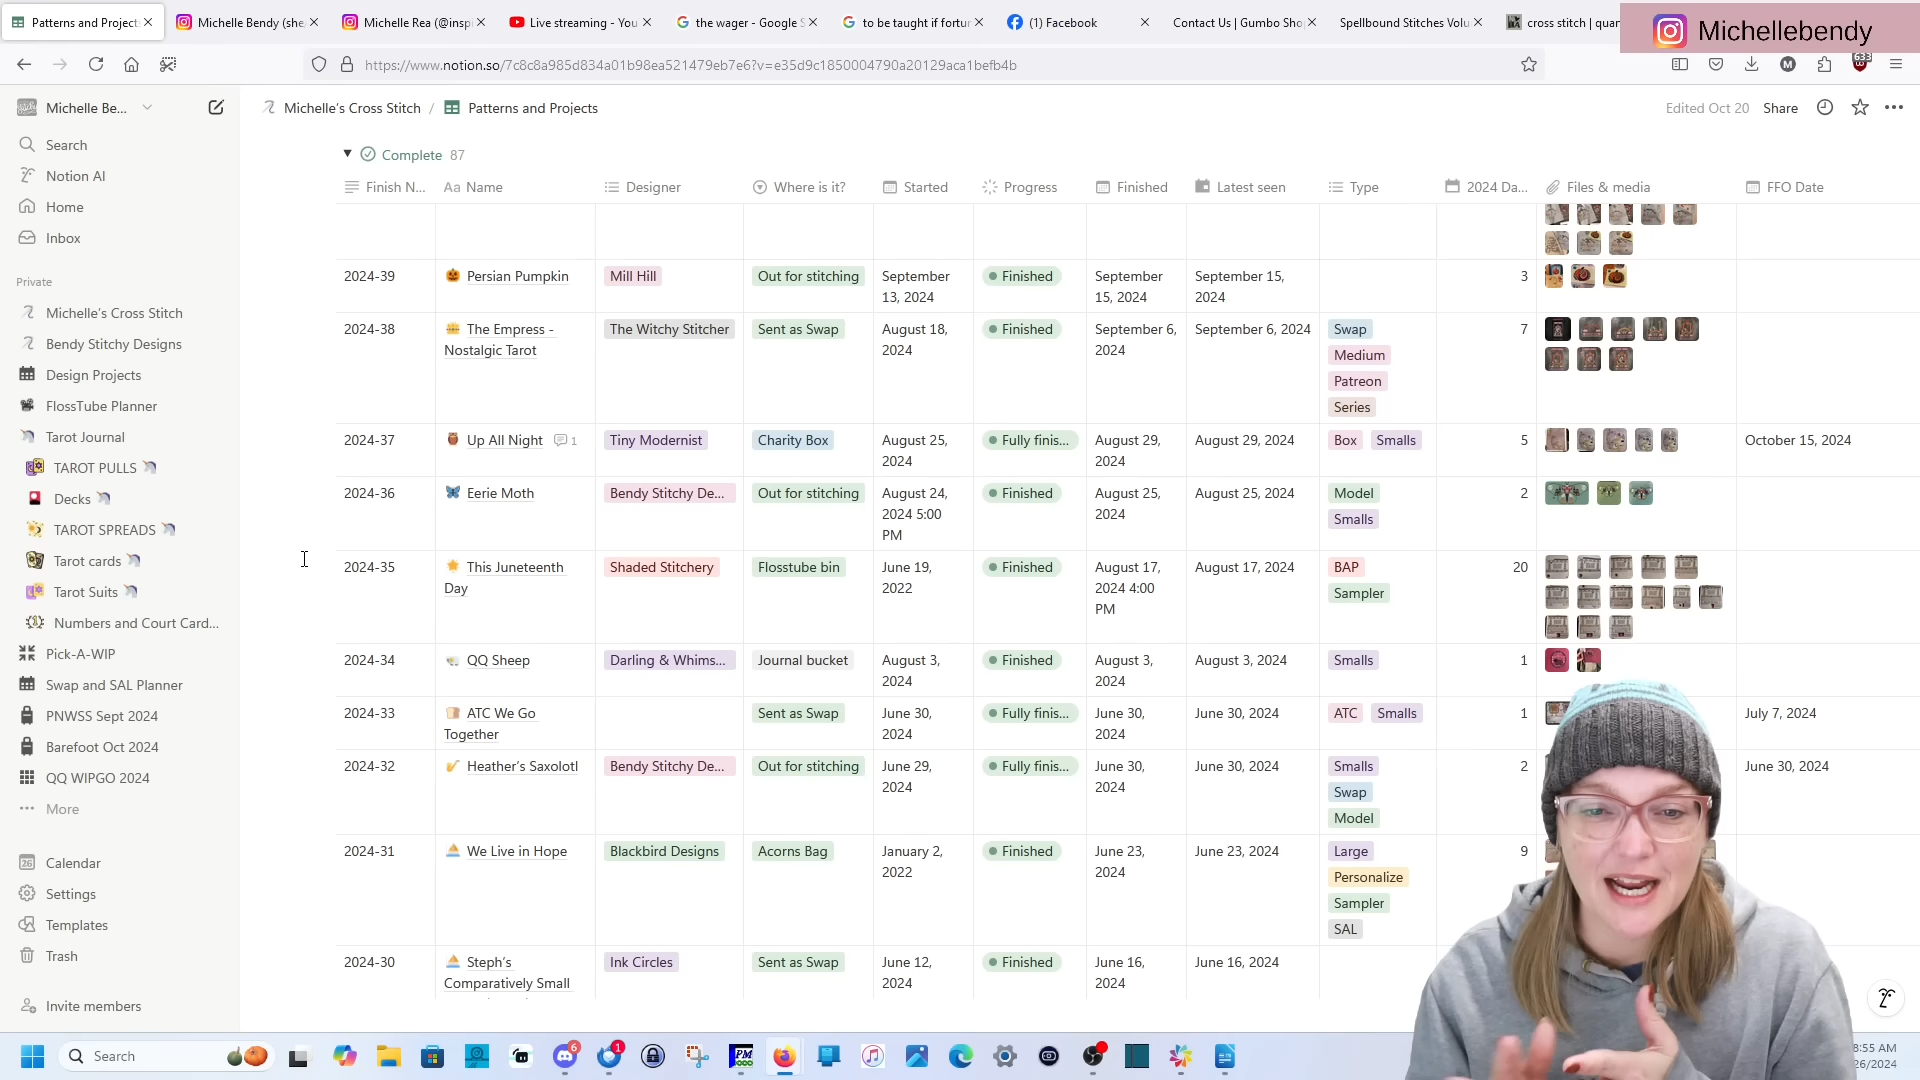 Patterns and Project:
Michelle Bendy (she
Michelle Rea (@insp
Live streaming - You
the wager - Google S
to be taught if fortur
(1) Facebook
Contact Us | Gumbo Sho
Spellbound Stitches Volu
cross stitch | quan
Michellebendy
https://www.notion.so/7c8c8a985d834a01b98ea521479eb7e6?v=e35d9c1850004790a20129aca1befb4b
M
633
Michelle Be...
Search
Notion AI
Home
Inbox
Private
Michelle's Cross Stitch
Bendy Stitchy Designs
Design Projects
FlossTube Planner
Tarot Journal
TAROT PULLS
Decks
TAROT SPREADS
Tarot cards
Tarot Suits
Numbers and Court Card...
Pick-A-WIP
Swap and SAL Planner
PNWSS Sept 2024
Barefoot Oct 2024
QQ WIPGO 2024
More
Calendar
Settings
Templates
Trash
Invite members
Michelle's Cross Stitch / Patterns and Projects
Edited Oct 20 Share
Complete 87
Finish N... Aa Name Designer Where is it? Started Progress Finished Latest seen Type 2024 Da... Files & media FFO Date
2024-39 Persian Pumpkin Mill Hill Out for stitching September Finished September September 15, 3
13, 2024 15, 2024 2024
2024-38 The Empress - The Witchy Stitcher Sent as Swap August 18, Finished September 6, September 6, 2024 Swap 7
Nostalgic Tarot 2024 2024 Medium
Patreon
Series
2024-37 Up All Night 1 Tiny Modernist Charity Box August 25, Fully finis... August 29, August 29, 2024 Box Smalls 5 October 15, 2024
2024 2024
2024-36 Eerie Moth Bendy Stitchy De... Out for stitching August 24, Finished August 25, August 25, 2024 Model 2
2024 5:00 2024 Smalls
PM
2024-35 This Juneteenth Shaded Stitchery Flosstube bin June 19, Finished August 17, August 17, 2024 BAP 20
Day 2022 2024 4:00 Sampler
PM
2024-34 QQ Sheep Darling & Whims... Journal bucket August 3, Finished August 3, August 3, 2024 Smalls 1
2024 2024
2024-33 ATC We Go Sent as Swap June 30, Fully finis... June 30, June 30, 2024 ATC Smalls 1 July 7, 2024
Together 2024 2024
2024-32 Heather's Saxolotl Bendy Stitchy De... Out for stitching June 29, Fully finis... June 30, June 30, 2024 Smalls 2 June 30, 2024
2024 2024 Swap
Model
2024-31 We Live in Hope Blackbird Designs Acorns Bag January 2, Finished June 23, June 23, 2024 Large 9
2022 2024 Personalize
Sampler
SAL
2024-30 Steph's Ink Circles Sent as Swap June 12, Finished June 16, June 16, 2024
Comparatively Small 2024 2024
Search
6
1
PM
8:55 AM
26/2024